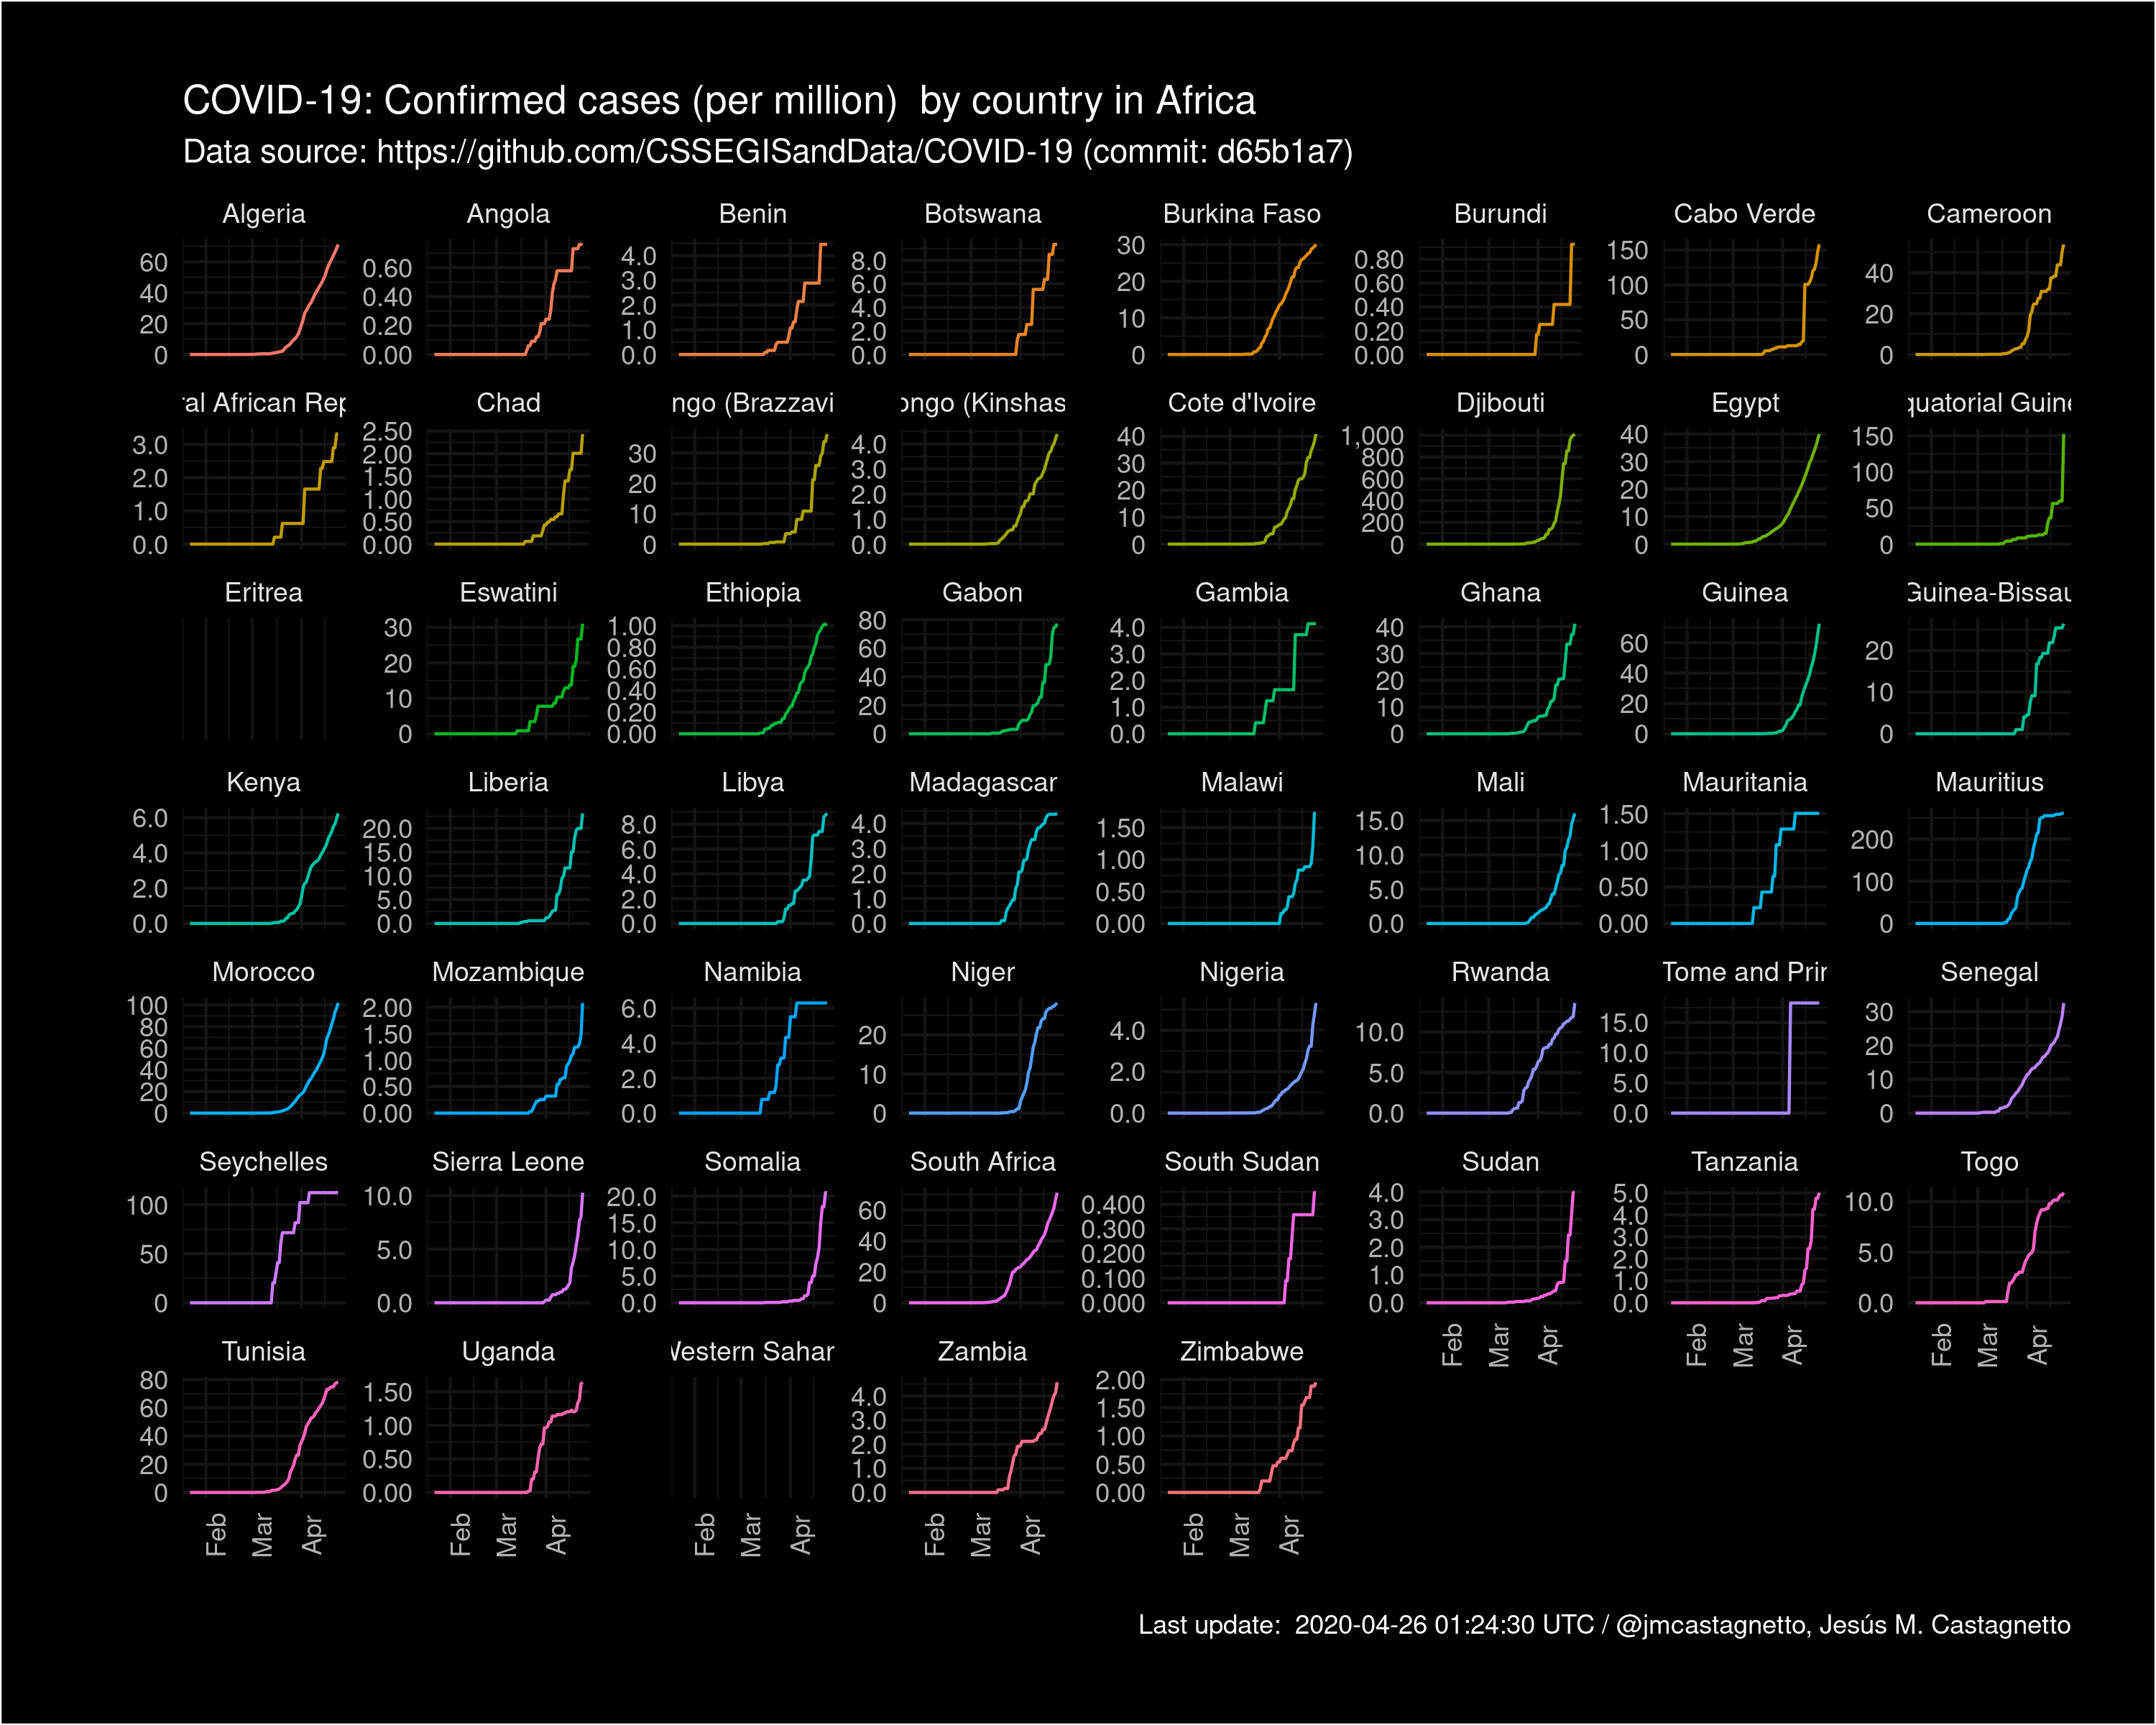 COVID-19: Confirmed cases (per million)  by country in Africa
Data source: https://github.com/CSSEGISandData/COVID-19 (commit: d65b1a7)
Algeria Angola Benin Botswana Burkina Faso Burundi Cabo Verde Cameroon
60 40 20 0
0.60 0.40 0.20 0.00
4.0 3.0 2.0 1.0 0.0
8.0 6.0 4.0 2.0 0.0
30 20 10 0
0.80 0.60 0.40 0.20 0.00
150 100 50 0
40 20 0
ral African Rep Chad ngo (Brazzavi ongo (Kinshas Cote d'Ivoire Djibouti Egypt quatorial Guine
3.0 2.0 1.0 0.0
2.50 2.00 1.50 1.00 0.50 0.00
30 20 10 0
4.0 3.0 2.0 1.0 0.0
40 30 20 10 0
1,000 800 600 400 200 0
40 30 20 10 0
150 100 50 0
Eritrea Eswatini Ethiopia Gabon Gambia Ghana Guinea Guinea-Bissau
30 20 10 0
1.00 0.80 0.60 0.40 0.20 0.00
80 60 40 20 0
4.0 3.0 2.0 1.0 0.0
40 30 20 10 0
60 40 20 0
20 10 0
Kenya Liberia Libya Madagascar Malawi Mali Mauritania Mauritius
6.0 4.0 2.0 0.0
20.0 15.0 10.0 5.0 0.0
8.0 6.0 4.0 2.0 0.0
4.0 3.0 2.0 1.0 0.0
1.50 1.00 0.50 0.00
15.0 10.0 5.0 0.0
1.50 1.00 0.50 0.00
200 100 0
Morocco Mozambique Namibia Niger Nigeria Rwanda Tome and Prin Senegal
100 80 60 40 20 0
2.00 1.50 1.00 0.50 0.00
6.0 4.0 2.0 0.0
20 10 0
4.0 2.0 0.0
10.0 5.0 0.0
15.0 10.0 5.0 0.0
30 20 10 0
Seychelles Sierra Leone Somalia South Africa South Sudan Sudan Tanzania Togo
100 50 0
10.0 5.0 0.0
20.0 15.0 10.0 5.0 0.0
60 40 20 0
0.400 0.300 0.200 0.100 0.000
4.0 3.0 2.0 1.0 0.0
5.0 4.0 3.0 2.0 1.0 0.0
10.0 5.0 0.0
Feb Mar Apr Feb Mar Apr Feb Mar Apr
Tunisia Uganda Western Sahar Zambia Zimbabwe
80 60 40 20 0
1.50 1.00 0.50 0.00
4.0 3.0 2.0 1.0 0.0
2.00 1.50 1.00 0.50 0.00
Feb Mar Apr Feb Mar Apr Feb Mar Apr Feb Mar Apr Feb Mar Apr
Last update:  2020-04-26 01:24:30 UTC / @jmcastagnetto, Jesús M. Castagnetto